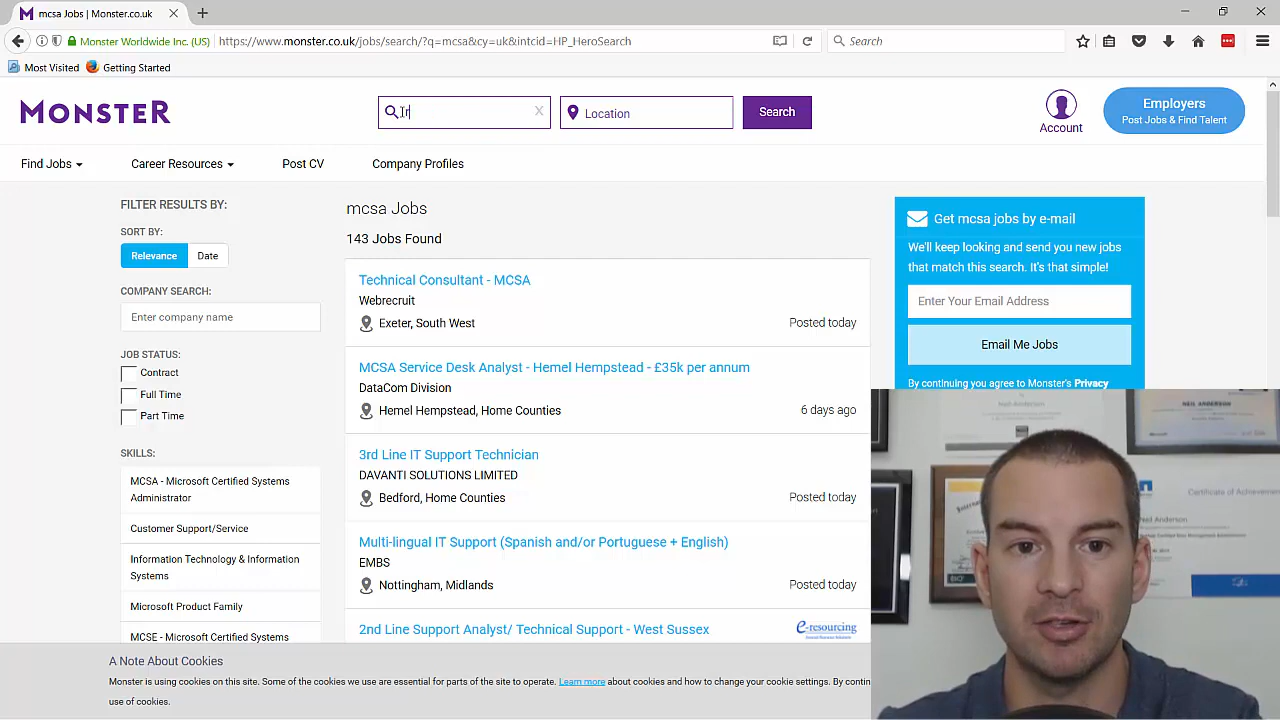 mcsa Jobs | Monster.co.uk
Monster Worldwide Inc. (US)
https://www.monster.co.uk/jobs/search/?q=mcsa&cy=uk&intcid=HP_HeroSearch
Search
Most Visited
Getting Started
MONSTER
Location
Search
Account
Employers
Post Jobs & Find Talent
Find Jobs
Career Resources
Post CV
Company Profiles
FILTER RESULTS BY:
SORT BY:
Relevance
Date
COMPANY SEARCH:
Enter company name
JOB STATUS:
Contract
Full Time
Part Time
SKILLS:
MCSA - Microsoft Certified Systems
Administrator
Customer Support/Service
Information Technology & Information
Systems
Microsoft Product Family
MCSE - Microsoft Certified Systems
mcsa Jobs
143 Jobs Found
Technical Consultant - MCSA
Webrecruit
Exeter, South West
Posted today
MCSA Service Desk Analyst - Hemel Hempstead - £35k per annum
DataCom Division
Hemel Hempstead, Home Counties
6 days ago
3rd Line IT Support Technician
DAVANTI SOLUTIONS LIMITED
Bedford, Home Counties
Posted today
Multi-lingual IT Support (Spanish and/or Portuguese + English)
EMBS
Nottingham, Midlands
Posted today
2nd Line Support Analyst/ Technical Support - West Sussex
e-resourcing
Get mcsa jobs by e-mail
We'll keep looking and send you new jobs
that match this search. It's that simple!
Enter Your Email Address
Email Me Jobs
By continuing you agree to Monster's Privacy
NEIL ANDERSON
Certificate of Achievement
Neil Anderson
A Note About Cookies
Monster is using cookies on this site. Some of the cookies we use are essential for parts of the site to operate. Learn more about cookies and how to change your cookie settings. By contin
use of cookies.